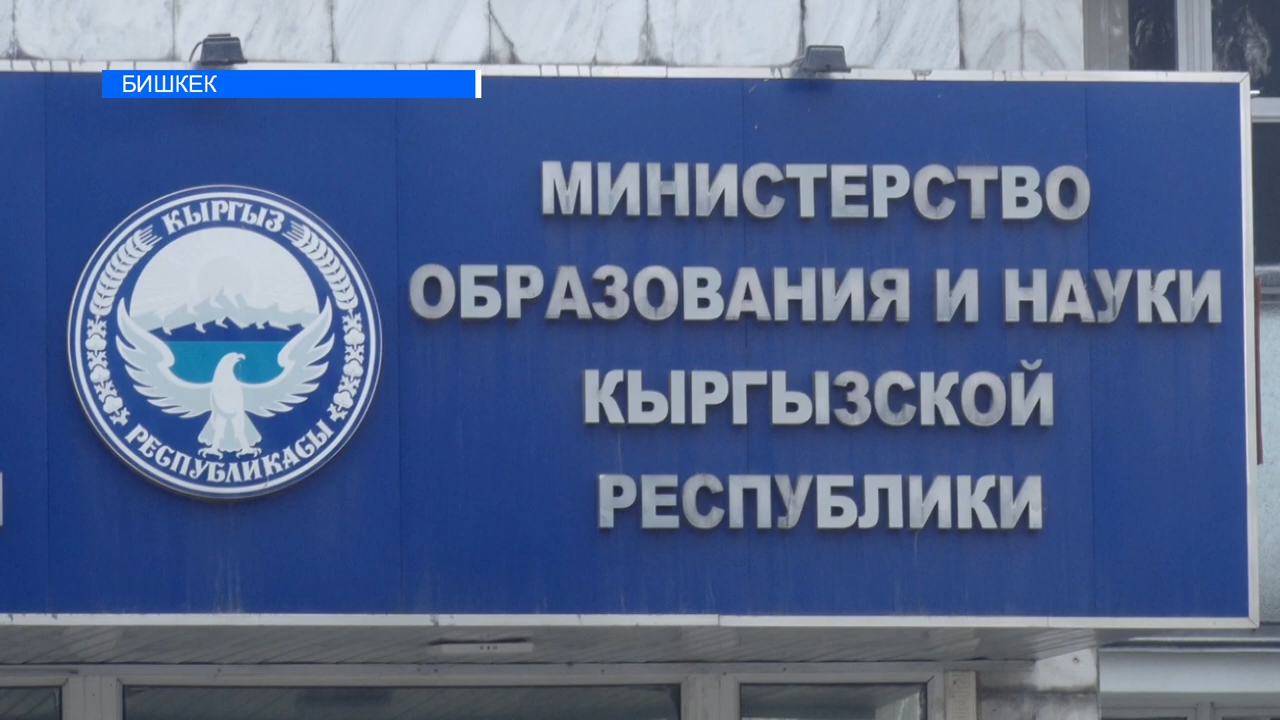 БИШКЕК
КЫРГЫЗ
РЕСПУБЛИКАСЫ
МИНИСТЕРСТВО
ОБРАЗОВАНИЯ И НАУКИ
КЫРГЫЗСКОЙ
РЕСПУБЛИКИ